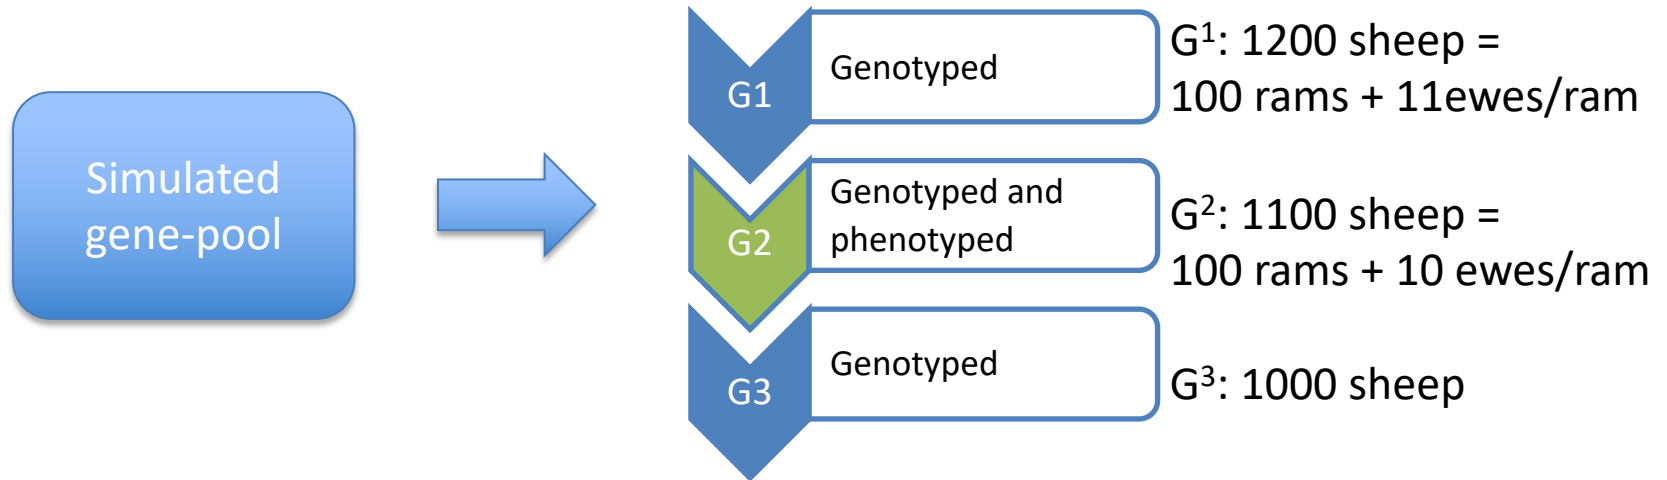 Simulated
gene-pool
G1
Genotyped
G¹: 1200 sheep =
100 rams + 11ewes/ram
G2
Genotyped and
phenotyped
G²: 1100 sheep =
100 rams + 10 ewes/ram
G3
Genotyped
G³: 1000 sheep